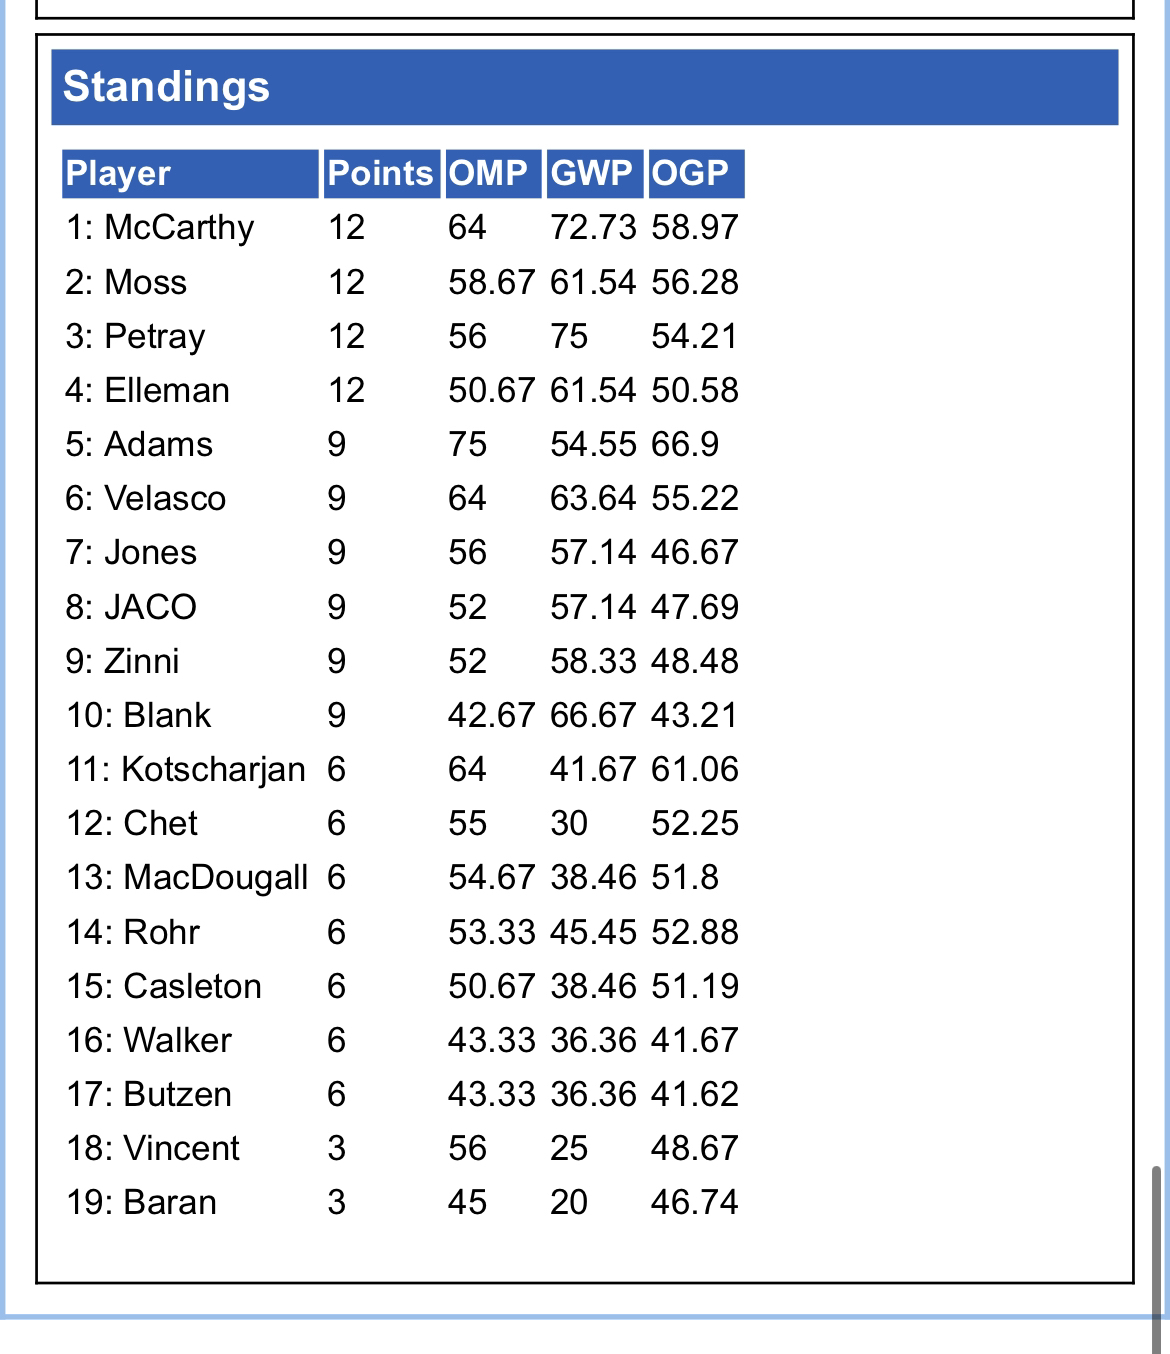 Standings
Player Points OMP GWP OGP
1: McCarthy 12 64 72.73 58.97
2: Moss 12 58.67 61.54 56.28
3: Petray 12 56 75 54.21
4: Elleman 12 50.67 61.54 50.58
5: Adams 9 75 54.55 66.9
6: Velasco 9 64 63.64 55.22
7: Jones 9 56 57.14 46.67
8: JACO 9 52 57.14 47.69
9: Zinni 9 52 58.33 48.48
10: Blank 9 42.67 66.67 43.21
11: Kotscharjan 6 64 41.67 61.06
12: Chet 6 55 30 52.25
13: MacDougall 6 54.67 38.46 51.8
14: Rohr 6 53.33 45.45 52.88
15: Casleton 6 50.67 38.46 51.19
16: Walker 6 43.33 36.36 41.67
17: Butzen 6 43.33 36.36 41.62
18: Vincent 3 56 25 48.67
19: Baran 3 45 20 46.74